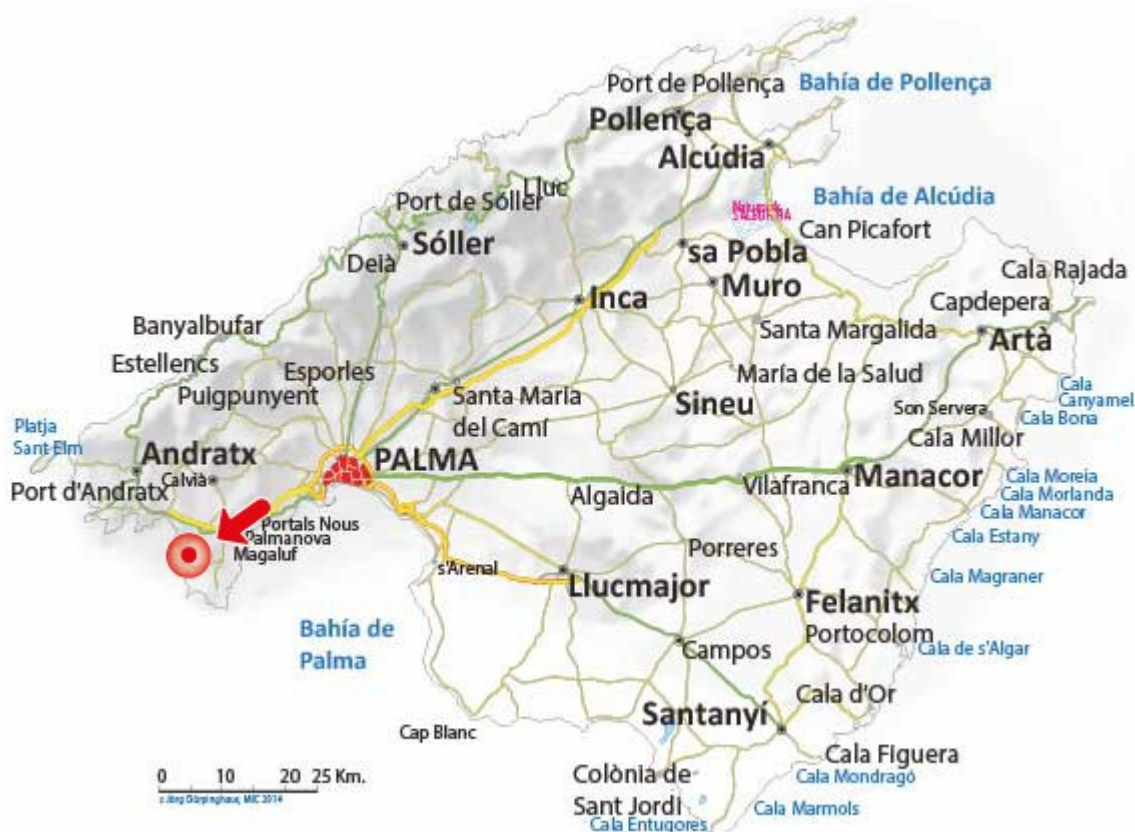 Port de Pollença
Bahía de Pollença
Pollença
Alcúdia
Lluc
Port de Sóller
Bahía de Alcúdia
Can Picafort
Sóller
sa Pobla
Deià
Cala Rajada
Muro
Inca
Capdepera
Banyalbufar
Santa Margalida
Artà
Estellencs
Esporles
María de la Salud
Puigpunyent
Santa Maria
del Camí
Sineu
Cala
Canyamel
Son Servera
Cala Bona
Platja
Sant Elm
Cala Millor
Andratx
PALMA
Calvià
Manacor
Cala Moreia
Port d'Andratx
Algaida
Vilafranca
Cala Morlanda
Cala Manacor
Portals Nous
Palmanova
Magaluf
Cala Estany
Porreres
s'Arenal
Cala Magraner
Llucmajor
Felanitx
Bahía de
Palma
Portocolom
Cala de s'Algar
Campos
Cala d'Or
Santanyí
Cap Blanc
Cala Figuera
0 10 20 25 Km.
Colònia de
Sant Jordi
Cala Mondragó
Cala Marmols
Cala Entugores